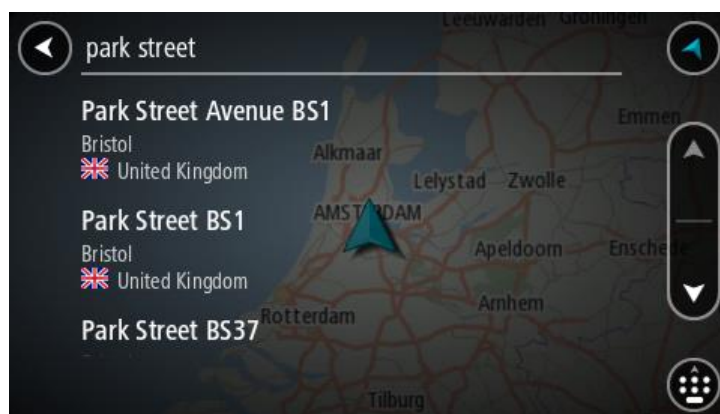 Leeuwarden Groningen
park street
Park Street Avenue BS1
Bristol
United Kingdom
Emmen
Alkmaar
Lelystad Zwolle
Park Street BS1
Bristol
United Kingdom
AMSTERDAM
Apeldoorn
Enschede
Arnhem
Rotterdam
Park Street BS37
Tilburg